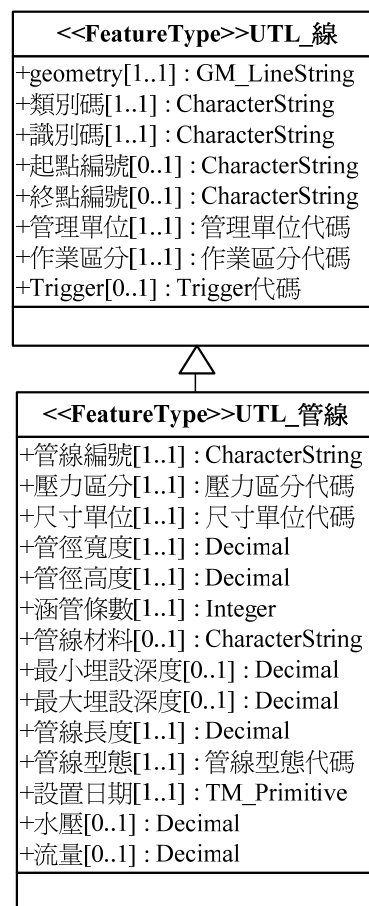 <<FeatureType>>UTL_線
+geometry[1..1] : GM_LineString
+類別碼[1..1] : CharacterString
+識別碼[1..1] : CharacterString
+起點編號[0..1] : CharacterString
+終點編號[0..1] : CharacterString
+管理單位[1..1] : 管理單位代碼
+作業區分[1..1] : 作業區分代碼
+Trigger[0..1] : Trigger代碼
<<FeatureType>>UTL_管線
+管線編號[1..1] : CharacterString
+壓力區分[1..1] : 壓力區分代碼
+尺寸單位[1..1] : 尺寸單位代碼
+管徑寬度[1..1] : Decimal
+管徑高度[1..1] : Decimal
+涵管條數[1..1] : Integer
+管線材料[0..1] : CharacterString
+最小埋設深度[0..1] : Decimal
+最大埋設深度[0..1] : Decimal
+管線長度[1..1] : Decimal
+管線型態[1..1] : 管線型態代碼
+設置日期[1..1] : TM_Primitive
+水壓[0..1] : Decimal
+流量[0..1] : Decimal